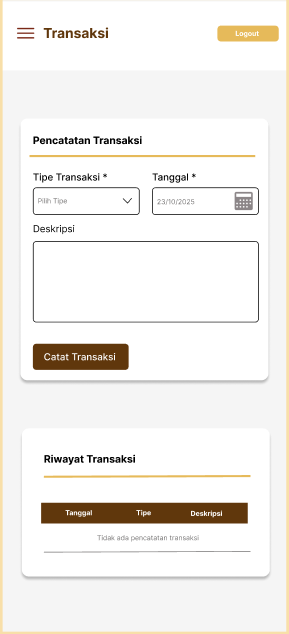 Transaksi
Logout
Pencatatan Transaksi
Tipe Transaksi *
Tanggal *
Pilih Tipe
23/10/2025
Deskripsi
Catat Transaksi
Riwayat Transaksi
Tanggal Tipe Deskripsi
Tidak ada pencatatan transaksi